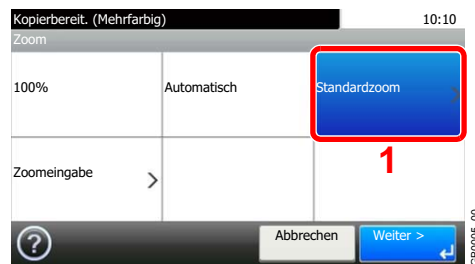 Kopierbereit. (Mehrfarbig) 10:10
Zoom
100% Automatisch Standardzoom
1
Zoomeingabe
? Abbrechen Weiter >